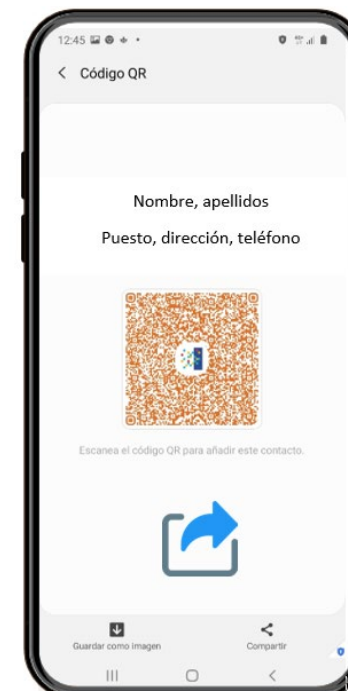 12:45
Código QR
Nombre, apellidos
Puesto, dirección, teléfono
Escanea el código QR para añadir este contacto.
Guardar como imagen
Compartir